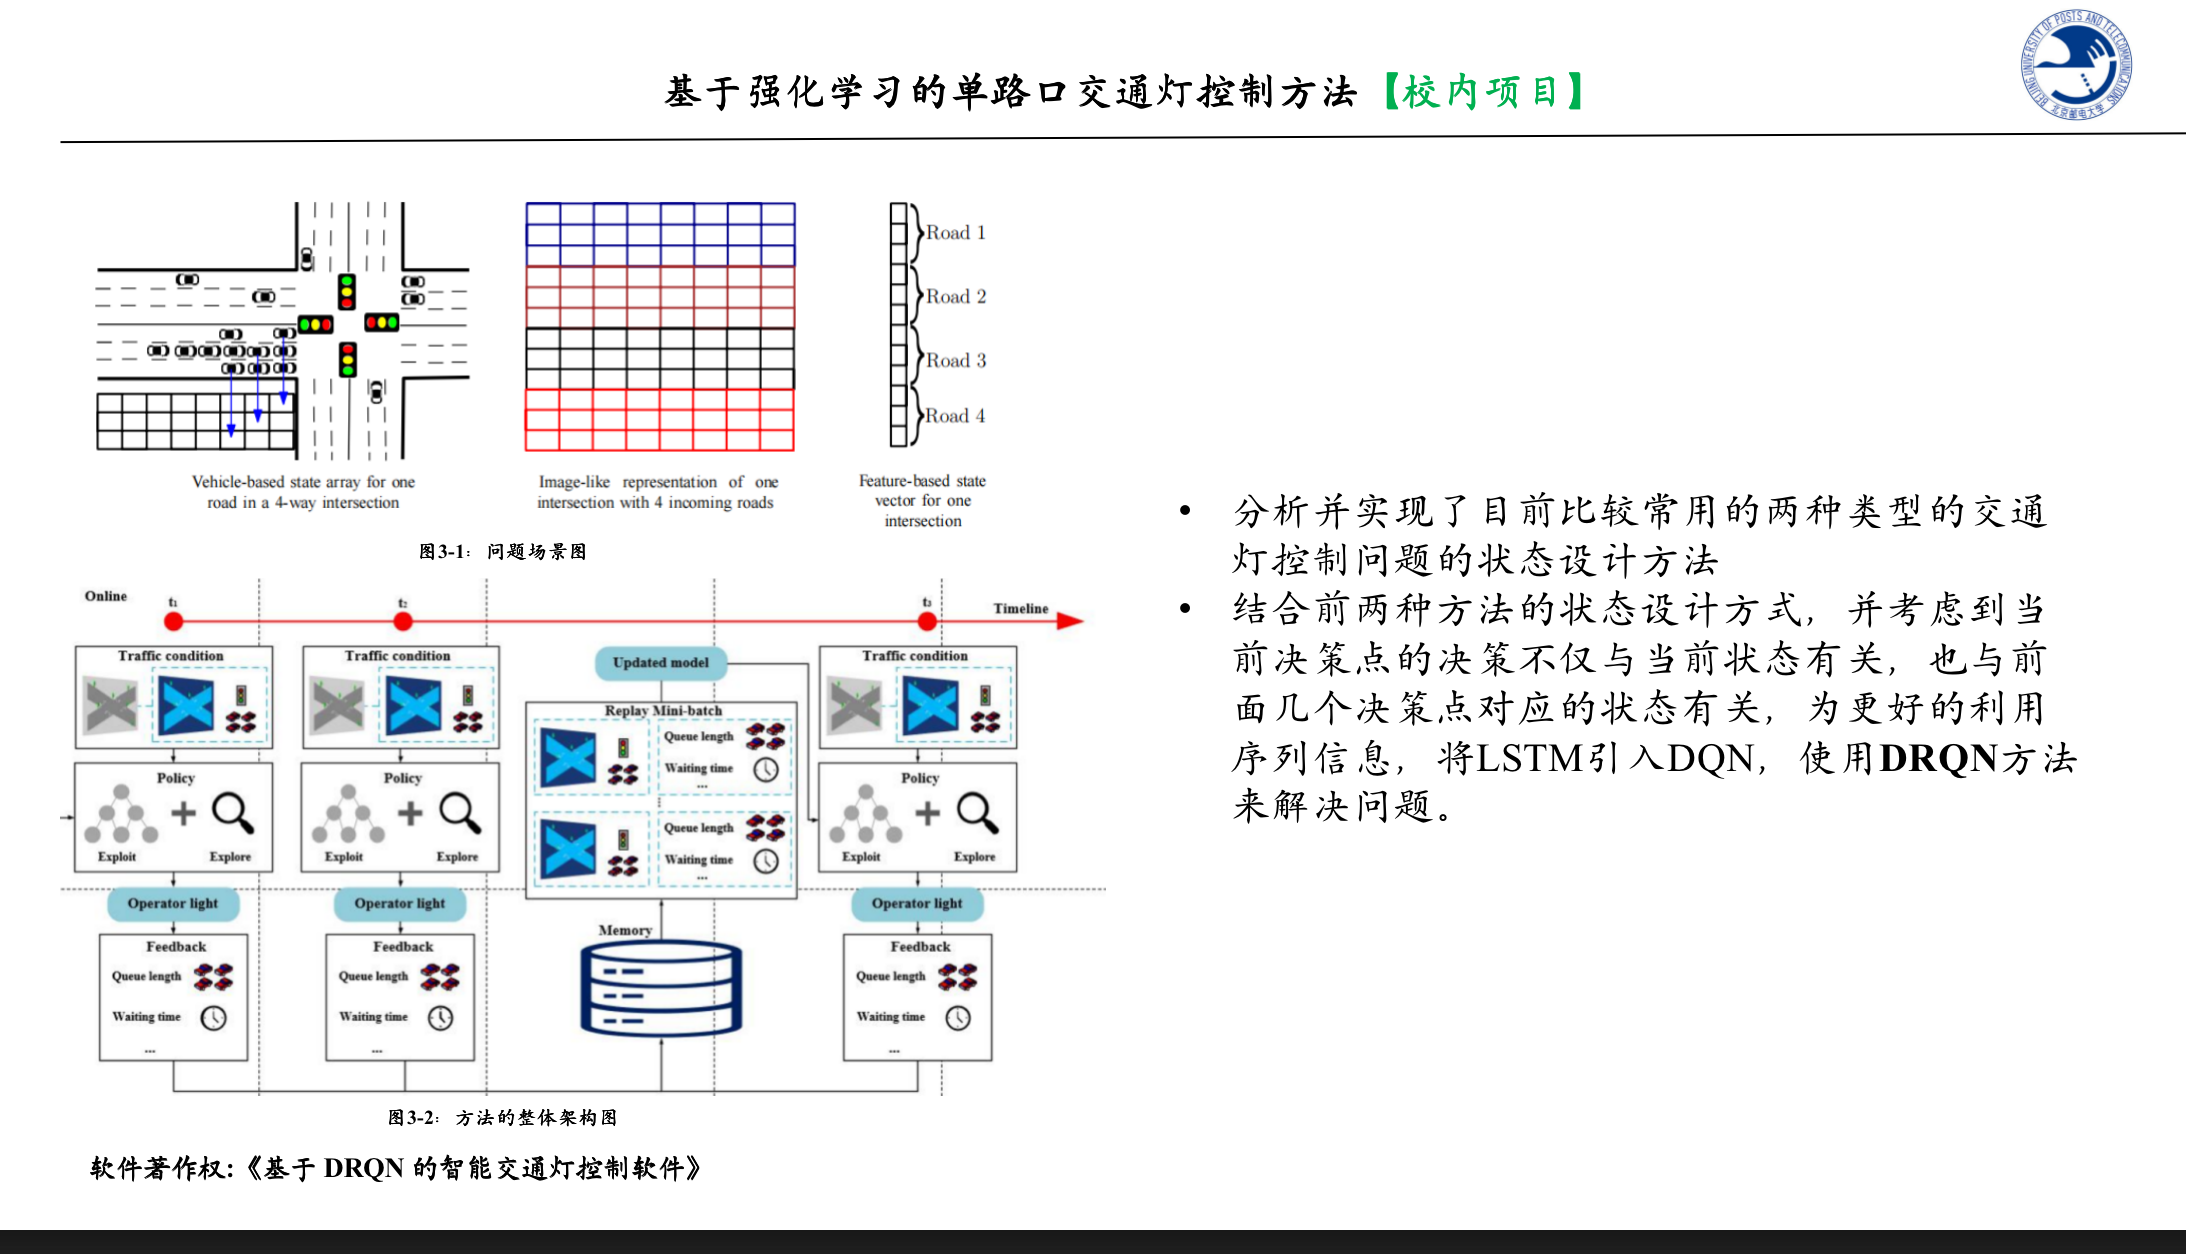 基于强化学习的单路口交通灯控制方法【校内项目】
BEIJING UNIVERSITY OF POSTS AND TELECOMMUNICATIONS
北京邮电大学
Road 1
Road 2
Road 3
Road 4
Vehicle-based state array for one
road in a 4-way intersection
Image-like representation of one
intersection with 4 incoming roads
Feature-based state
vector for one
intersection
图3-1: 问题场景图
Online
t₁
t₂
t₃
Timeline
Traffic condition
Policy
Exploit
Explore
Operator light
Feedback
Queue length
Waiting time
...
Traffic condition
Policy
Exploit
Explore
Operator light
Feedback
Queue length
Waiting time
...
Updated model
Replay Mini-batch
Queue length
Waiting time
...
Queue length
Waiting time
...
Memory
Traffic condition
Policy
Exploit
Explore
Operator light
Feedback
Queue length
Waiting time
...
图3-2: 方法的整体架构图
软件著作权:《基于 DRQN 的智能交通灯控制软件》
• 分析并实现了目前比较常用的两种类型的交通
灯控制问题的状态设计方法
• 结合前两种方法的状态设计方式，并考虑到当
前决策点的决策不仅与当前状态有关，也与前
面几个决策点对应的状态有关，为更好的利用
序列信息，将LSTM引入DQN，使用DRQN方法
来解决问题。